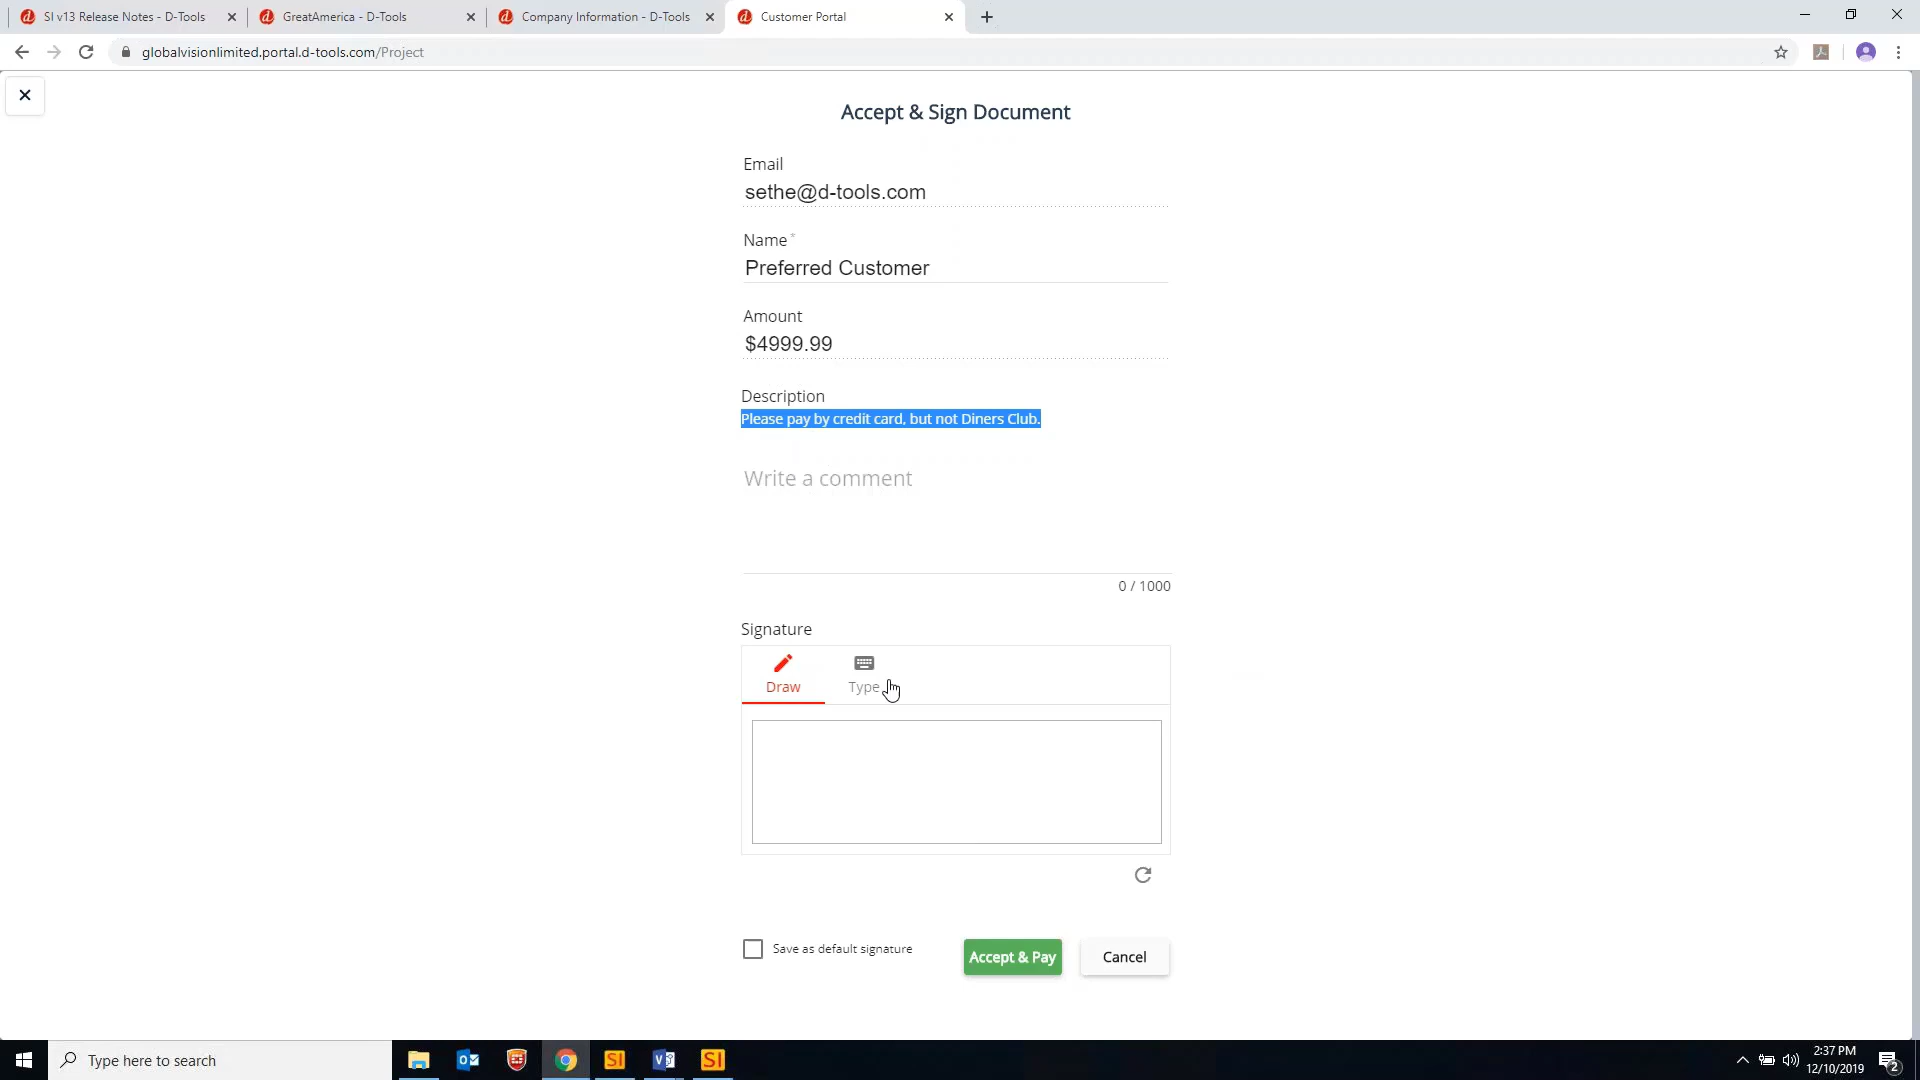 SI v13 Release Notes - D-Tools
GreatAmerica - D-Tools
Company Information - D-Tools
Customer Portal
globalvisionlimited.portal.d-tools.com/Project
Accept & Sign Document
Email
sethe@d-tools.com
Name *
Preferred Customer
Amount
$4999.99
Description
Please pay by credit card, but not Diners Club.
Write a comment
0 / 1000
Signature
Draw
Type
Save as default signature
Accept & Pay
Cancel
Type here to search
SI
SI
2:37 PM
12/10/2019
2